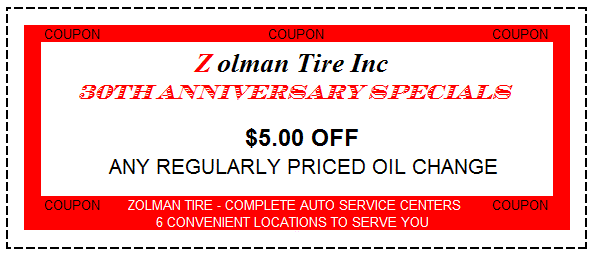 COUPON COUPON COUPON
Z olman Tire Inc
30TH ANNIVERSARY SPECIALS
$5.00 OFF
ANY REGULARLY PRICED OIL CHANGE
COUPON ZOLMAN TIRE - COMPLETE AUTO SERVICE CENTERS COUPON
6 CONVENIENT LOCATIONS TO SERVE YOU